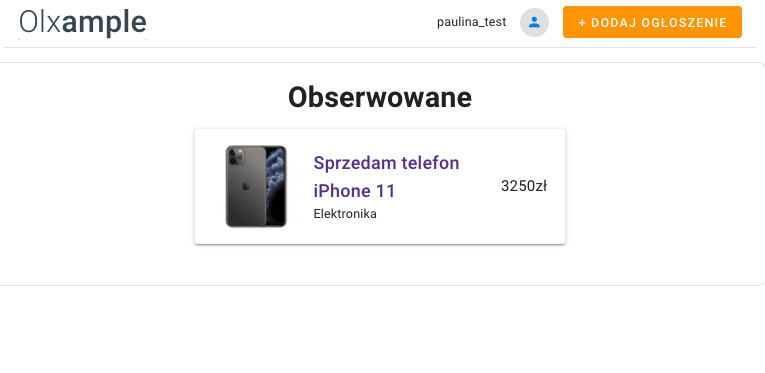 Olxample
paulina_test
+ DODAJ OGŁOSZENIE
Obserwowane
Sprzedam telefon
iPhone 11
Elektronika
3250zł